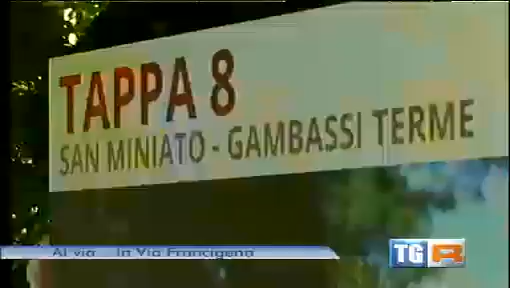 TAPPA 8
SAN MINIATO - GAMBASSI TERME
Al via la Via Francigena
TG R